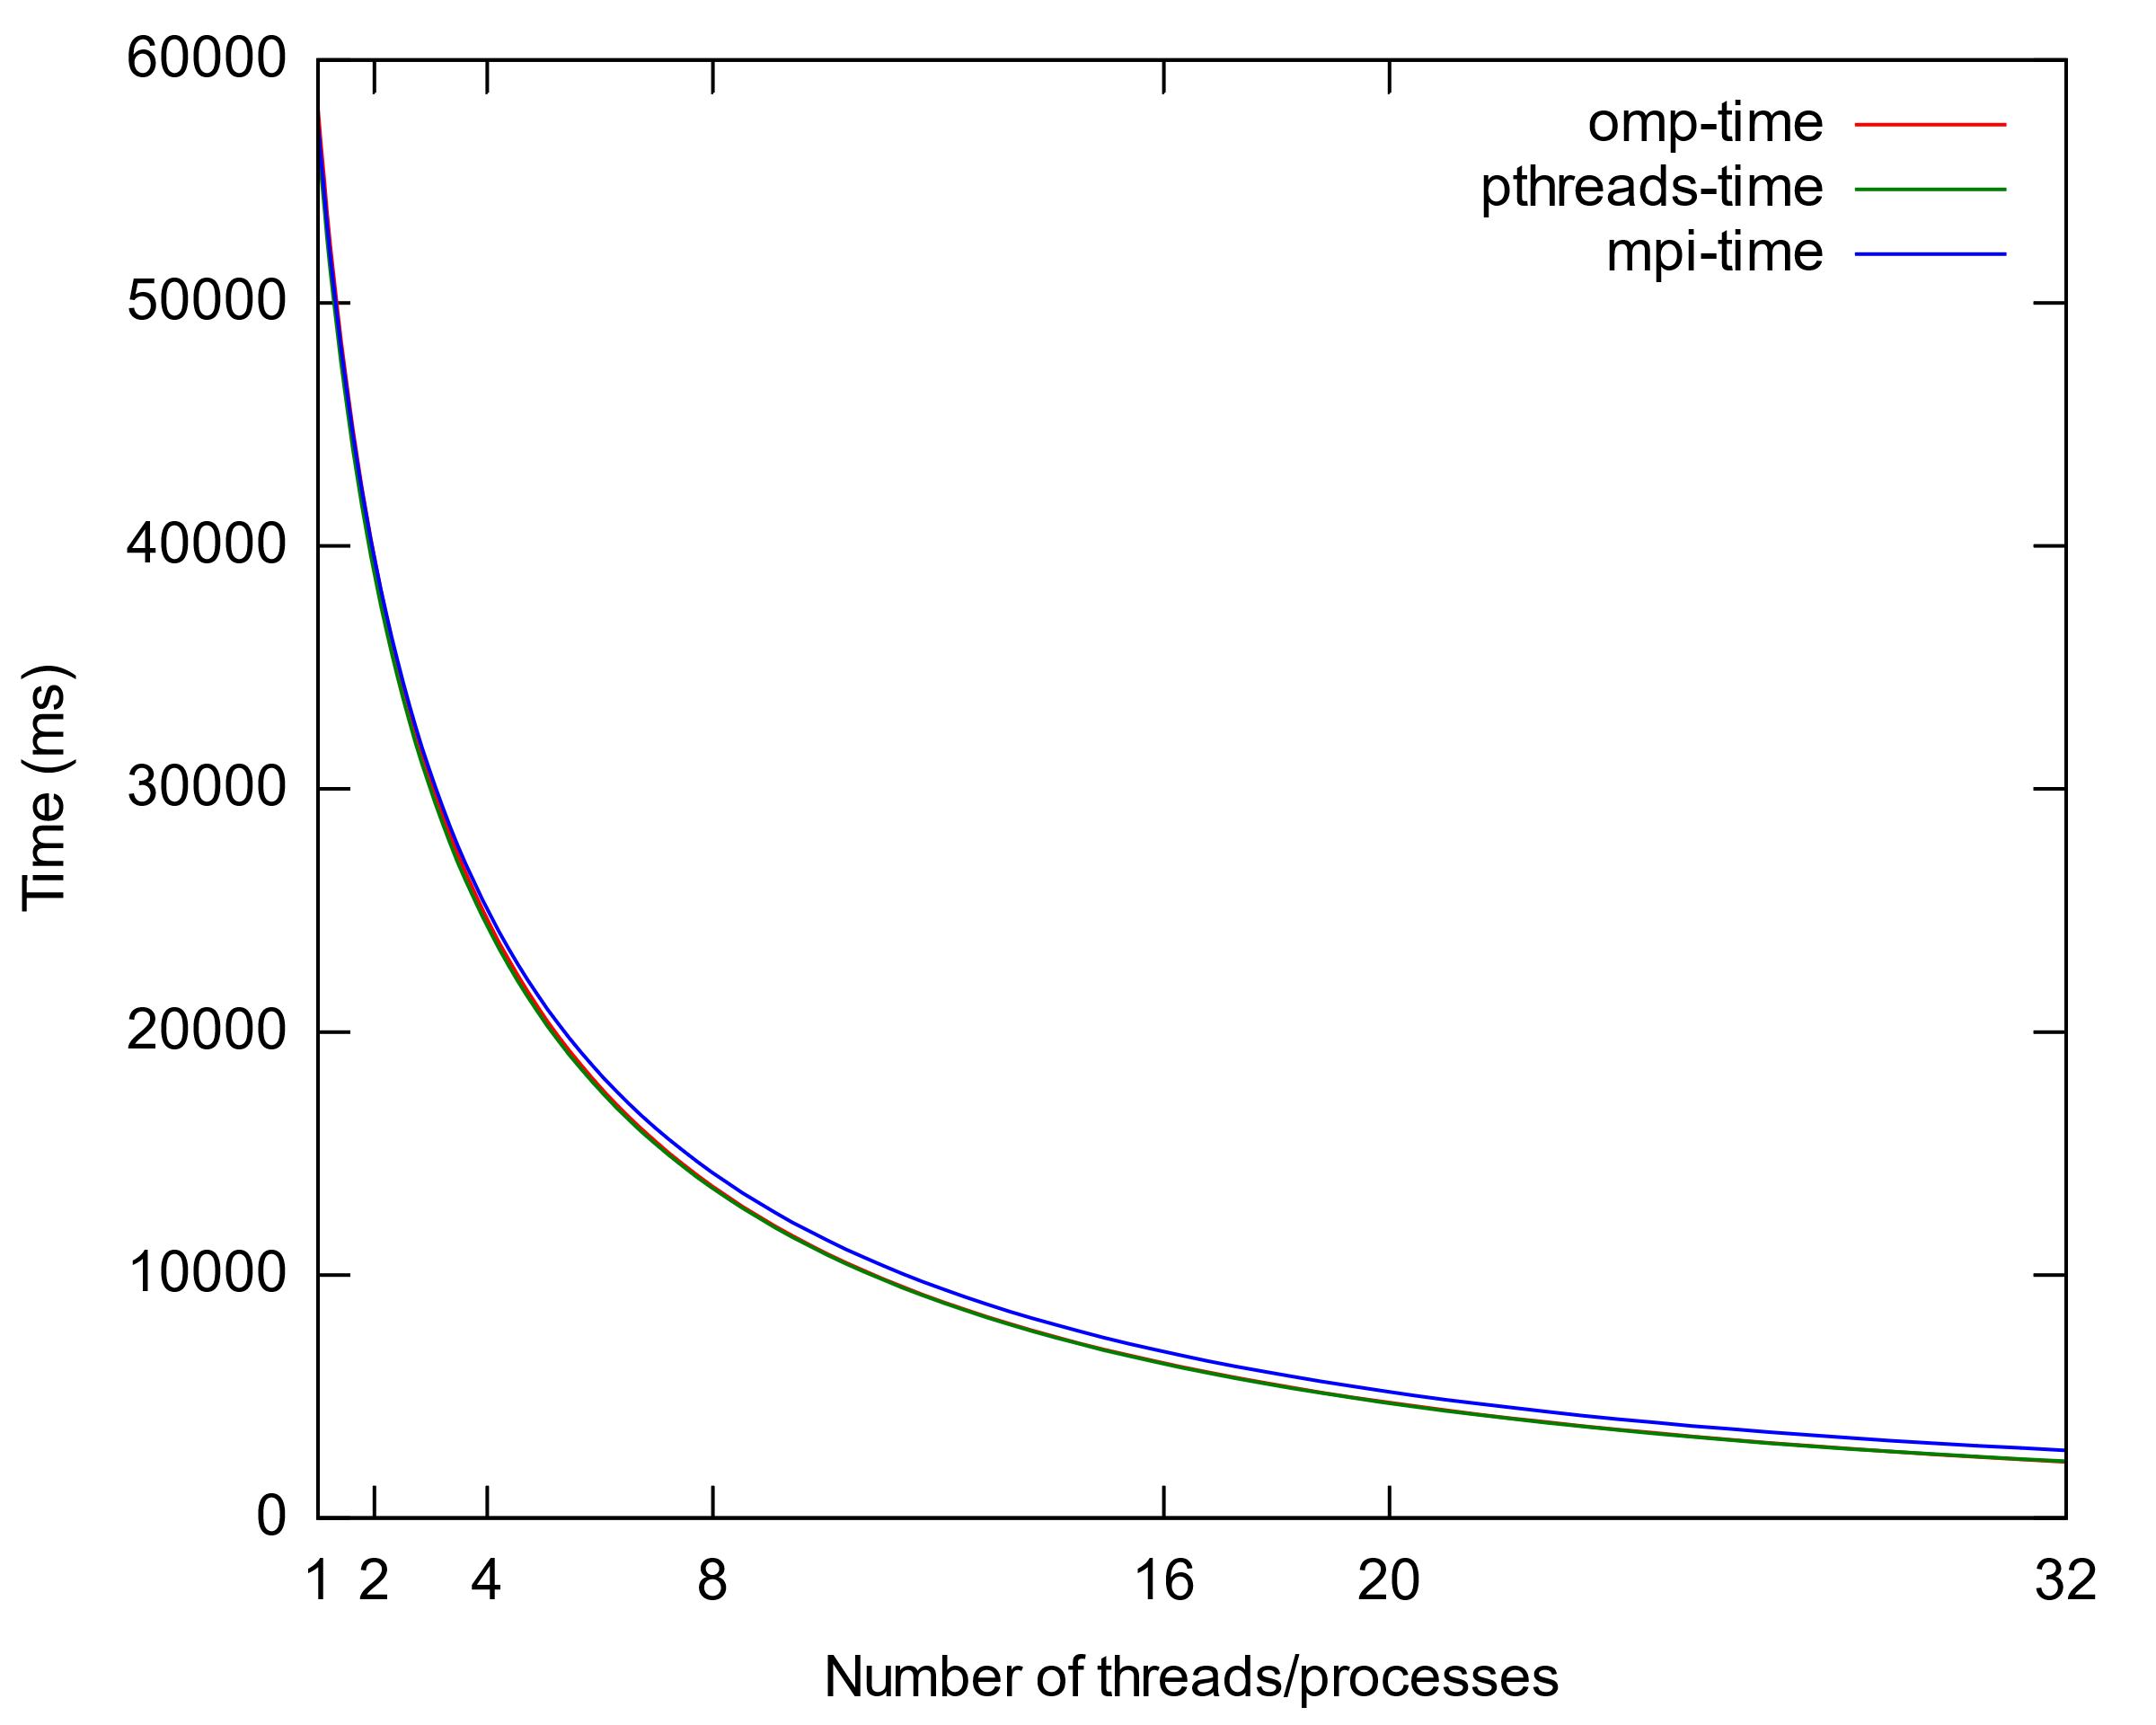 60000
50000
40000
30000
20000
10000
0
Time (ms)
omp-time
pthreads-time
mpi-time
1 2 4 8 16 20 32
Number of threads/processes